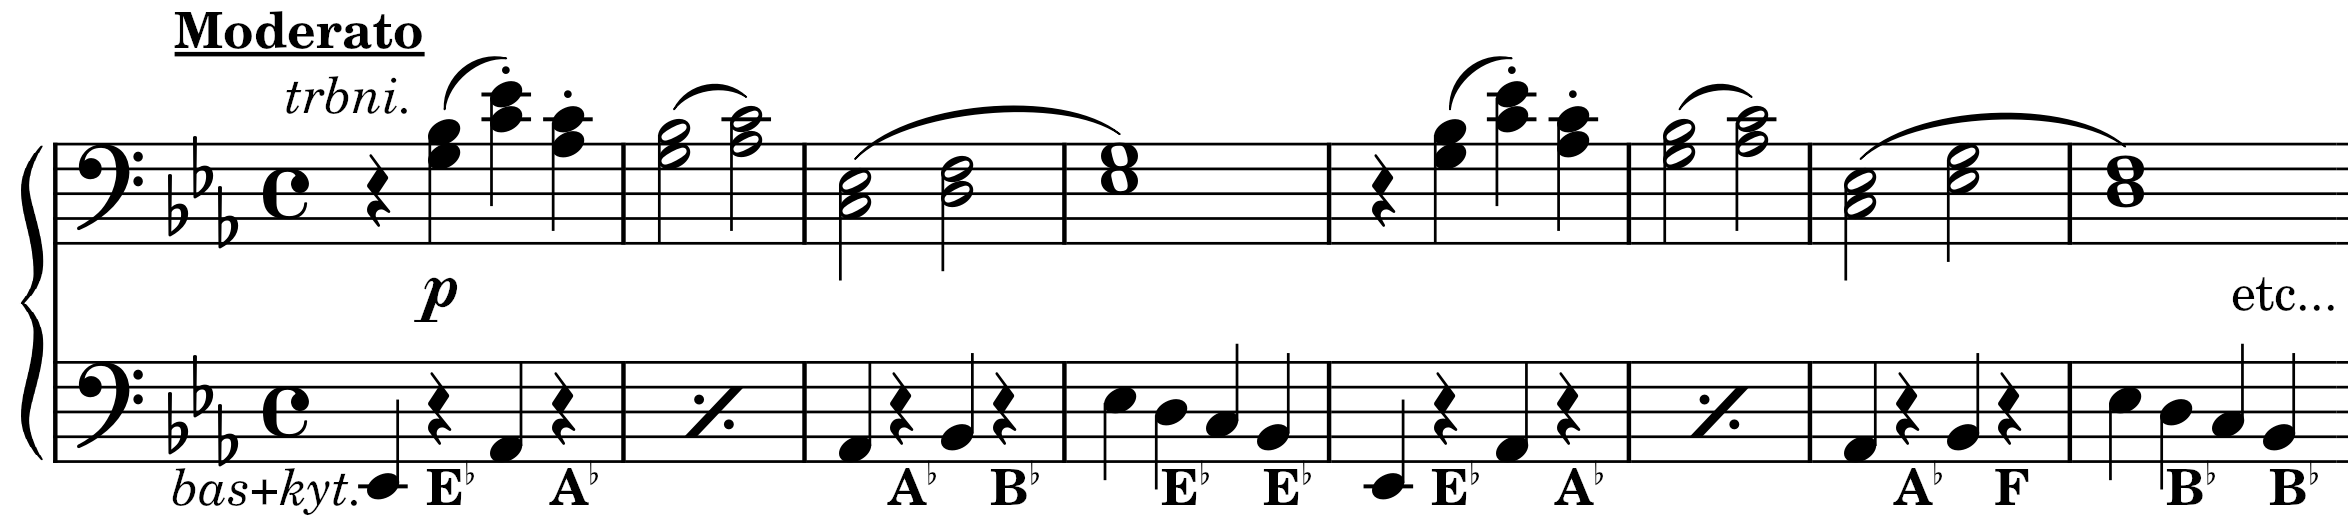 Moderato
trbni.
p
etc...
bas+kyt. E♭ A♭ A♭ B♭ E♭ E♭ E♭ A♭ A♭ F B♭ B♭